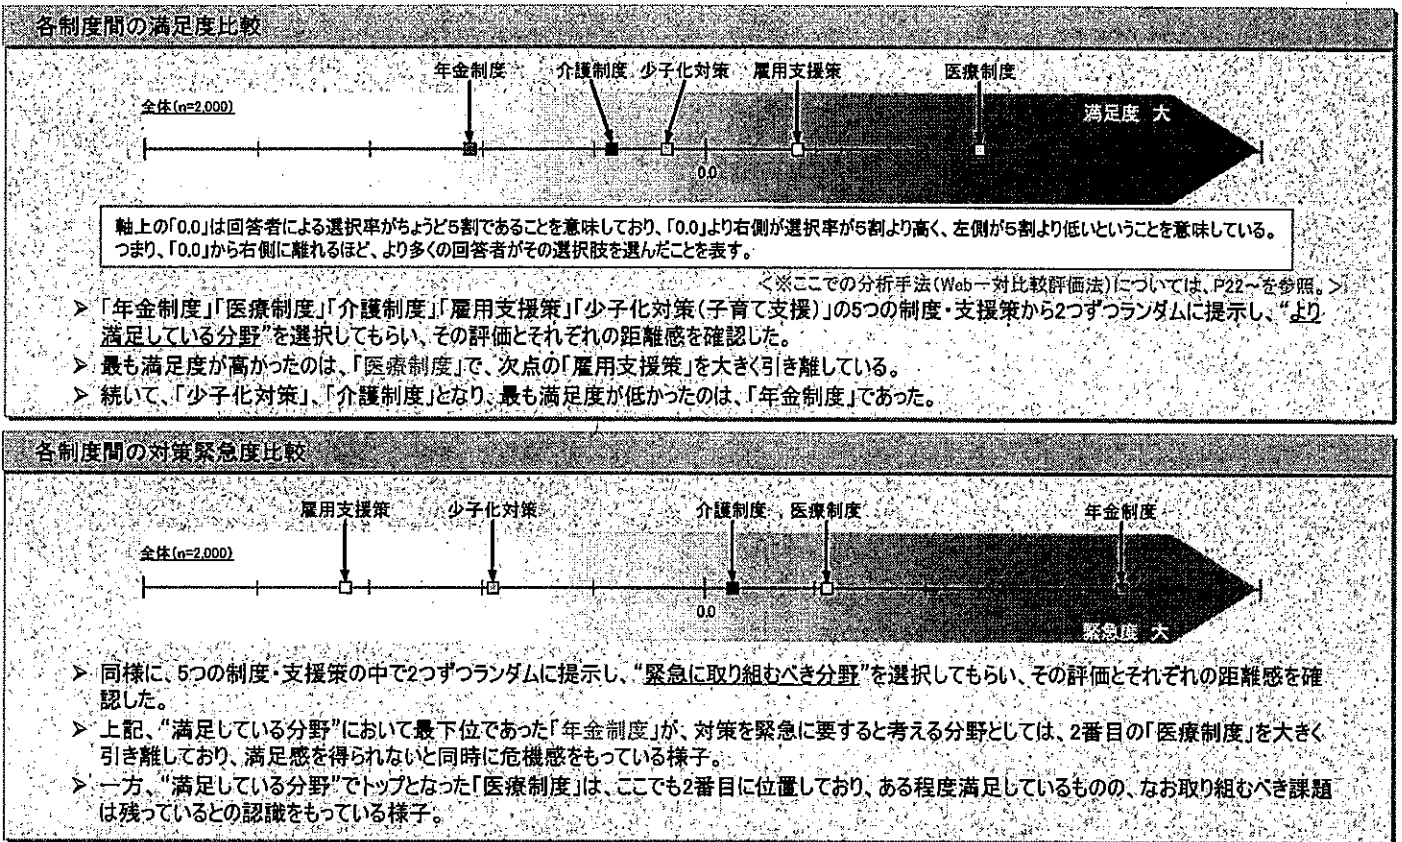 各制度間の満足度比較
年金制度 介護制度 少子化対策 雇用支援策 医療制度
全体(n=2,000)
満足度 大
0.0
軸上の「0.0」は回答者による選択率がちょうど5割であることを意味しており、「0.0」より右側が選択率が5割より高く、左側が5割より低いということを意味している。
つまり、「0.0」から右側に離れるほど、より多くの回答者がその選択肢を選んだことを表す。
＜※ここでの分析手法(Web一対比較評価法)については、P22～を参照。＞
➢ 「年金制度」「医療制度」「介護制度」「雇用支援策」「少子化対策(子育て支援)」の5つの制度・支援策から2つずつランダムに提示し、“より
満足している分野”を選択してもらい、その評価とそれぞれの距離感を確認した。
➢ 最も満足度が高かったのは、「医療制度」で、次点の「雇用支援策」を大きく引き離している。
➢ 続いて、「少子化対策」、「介護制度」となり、最も満足度が低かったのは、「年金制度」であった。
各制度間の対策緊急度比較
雇用支援策 少子化対策 介護制度 医療制度 年金制度
全体(n=2,000)
0.0
緊急度 大
➢ 同様に、5つの制度・支援策の中で2つずつランダムに提示し、“緊急に取り組むべき分野”を選択してもらい、その評価とそれぞれの距離感を確
認した。
➢ 上記、“満足している分野”において最下位であった「年金制度」が、対策を緊急に要すると考える分野としては、2番目の「医療制度」を大きく
引き離しており、満足感を得られないと同時に危機感をもっている様子。
➢ 一方、“満足している分野”でトップとなった「医療制度」は、ここでも2番目に位置しており、ある程度満足しているものの、なお取り組むべき課題
は残っているとの認識をもっている様子。